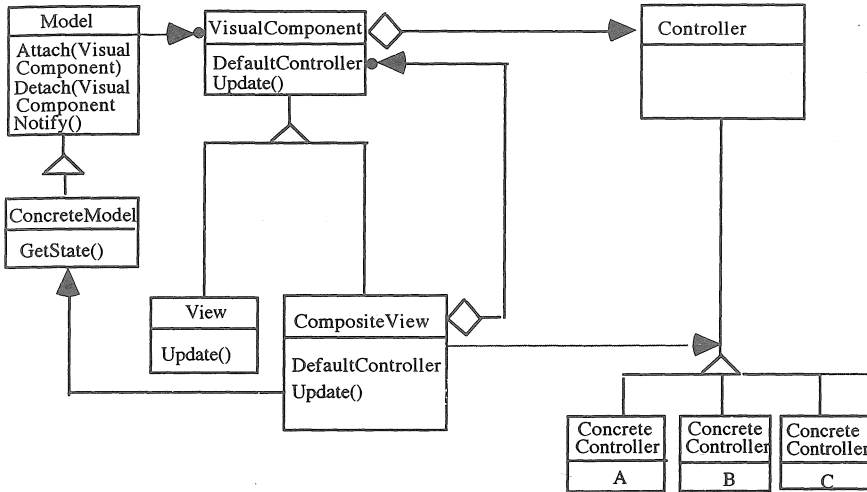 Model
Attach(Visual
Component)
Detach(Visual
Component
Notify()
VisualComponent
DefaultController
Update()
Controller
ConcreteModel
GetState()
View
Update()
CompositeView
DefaultController
Update()
Concrete
Controller
A
Concrete
Controller
B
Concrete
Controller
C